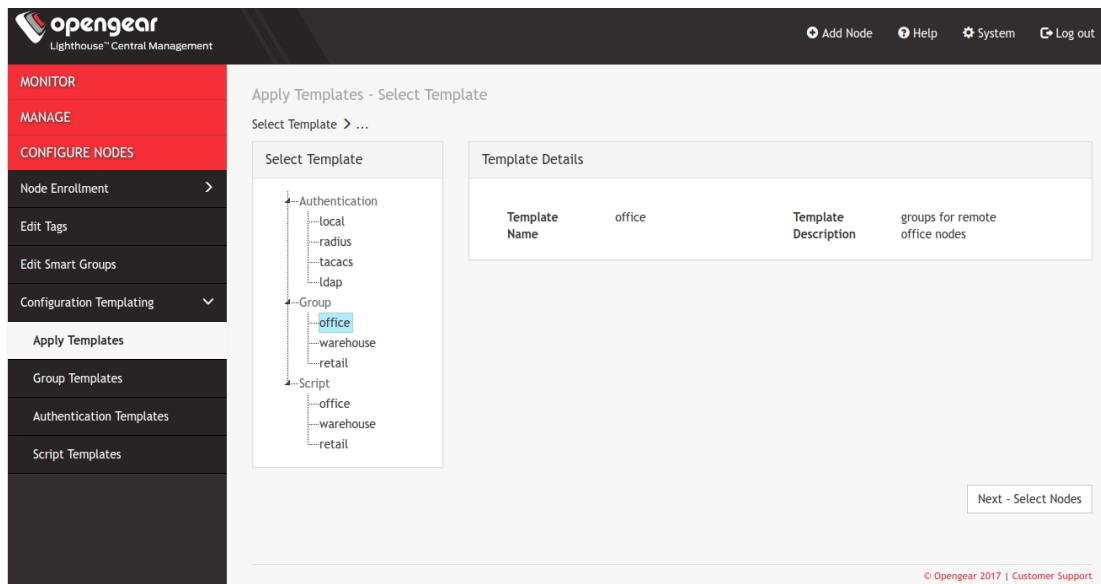 opengear
Lighthouse™ Central Management
Add Node
Help
System
Log out
MONITOR
MANAGE
CONFIGURE NODES
Node Enrollment
Edit Tags
Edit Smart Groups
Configuration Templating
Apply Templates
Group Templates
Authentication Templates
Script Templates
Apply Templates - Select Template
Select Template > ...
Select Template
Authentication
local
radius
tacacs
ldap
Group
office
warehouse
retail
Script
office
warehouse
retail
Template Details
Template
Name
office
Template
Description
groups for remote
office nodes
Next - Select Nodes
© Opengear 2017 | Customer Support